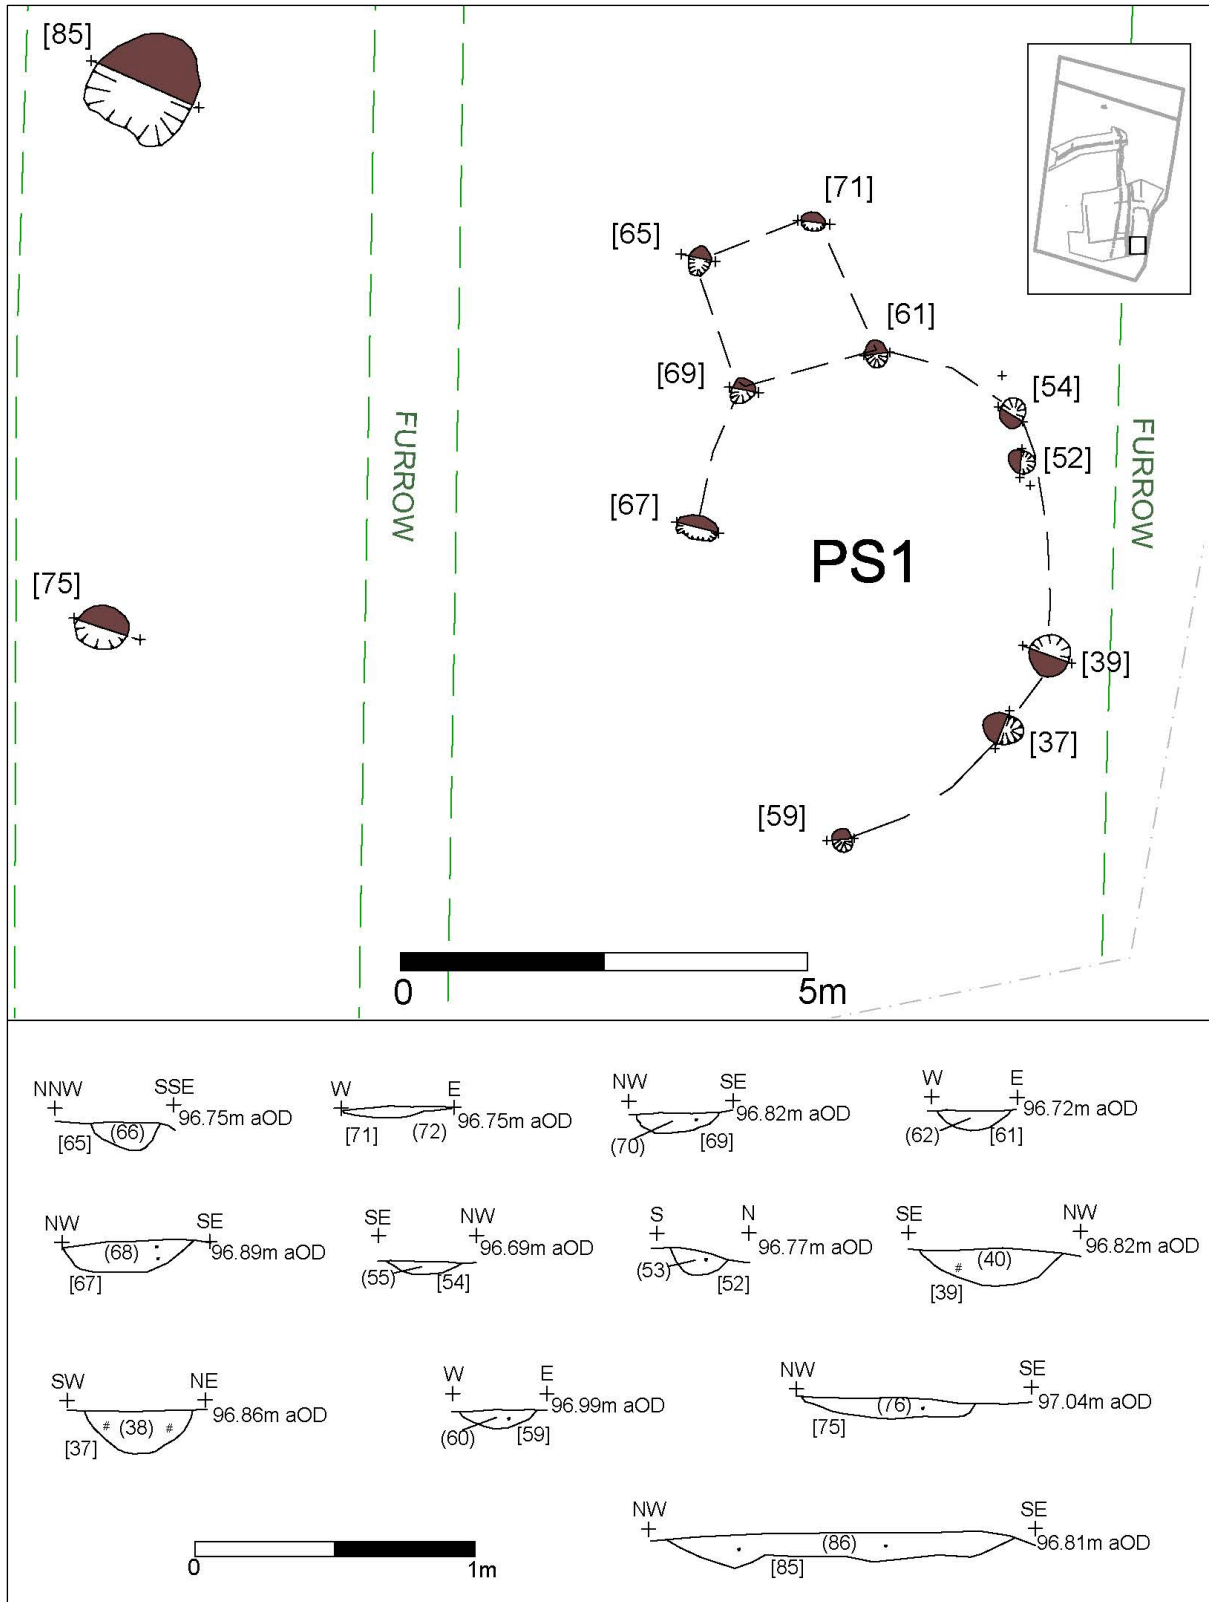 [85]
[71]
[65]
[61]
[69]
[54]
FURROW
FURROW
[52]
[67]
PS1
[75]
[39]
[37]
[59]
0 5m
NNW SSE
96.75m aOD
[65] (66)
W E
96.75m aOD
[71] (72)
NW SE
96.82m aOD
(70) [69]
W E
96.72m aOD
(62) [61]
NW SE
96.89m aOD
(68)
[67]
SE NW
96.69m aOD
(55) [54]
S N
96.77m aOD
(53) [52]
SE NW
96.82m aOD
(40)
# [39]
SW NE
96.86m aOD
# (38) #
[37]
W E
96.99m aOD
(60) [59]
NW SE
97.04m aOD
(76)
[75]
NW SE
96.81m aOD
(86)
[85]
0 1m